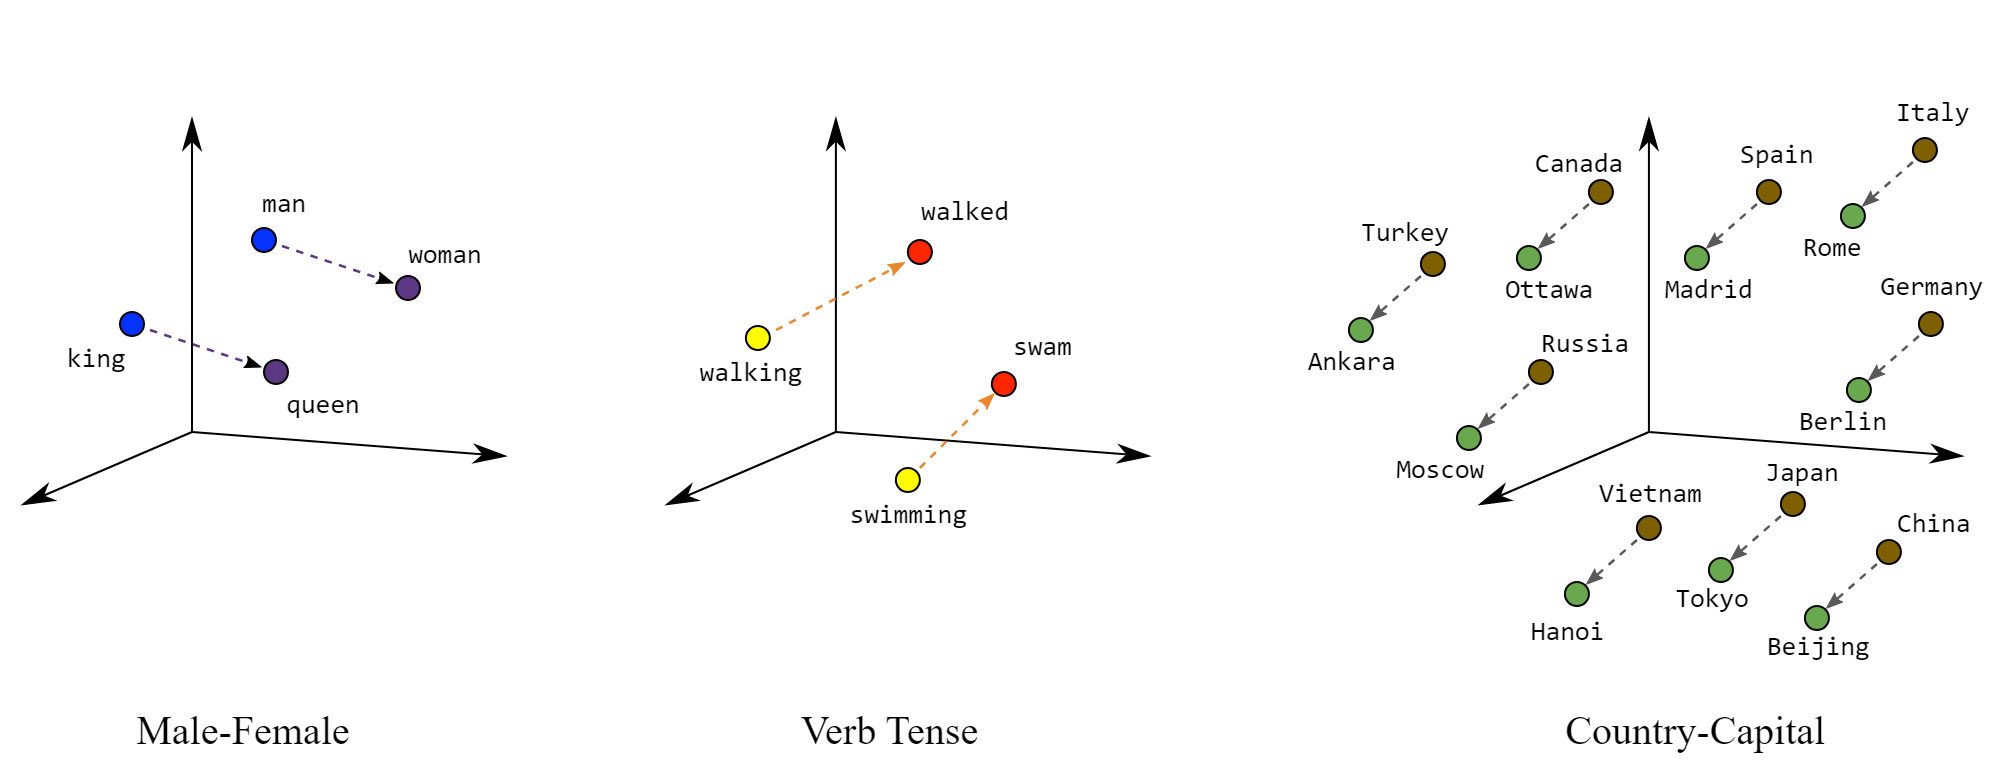 man
woman
king
queen
Male-Female
walked
walking
swam
swimming
Verb Tense
Italy
Spain
Canada
Turkey
Rome
Ottawa
Madrid
Germany
Russia
Ankara
Berlin
Moscow
Japan
Vietnam
China
Tokyo
Hanoi
Beijing
Country-Capital